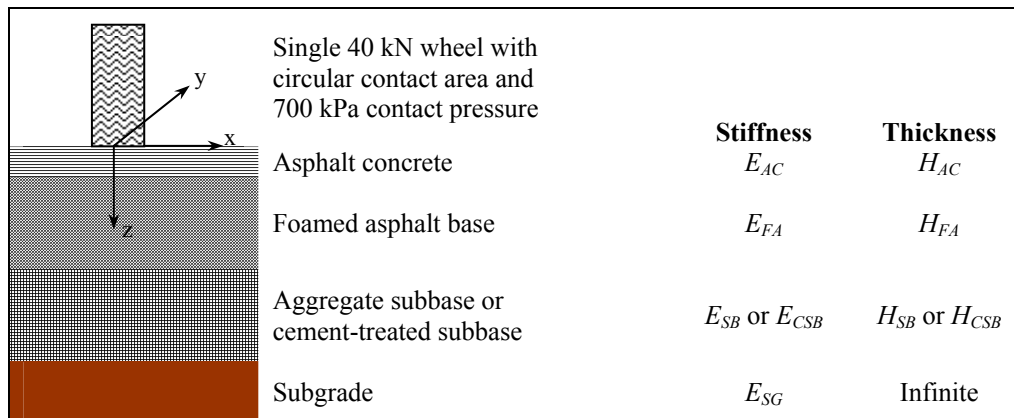 Single 40 kN wheel with
circular contact area and
700 kPa contact pressure
y
x
z
Stiffness Thickness
Asphalt concrete E_AC H_AC
Foamed asphalt base E_FA H_FA
Aggregate subbase or
cement-treated subbase E_SB or E_CSB H_SB or H_CSB
Subgrade E_SG Infinite